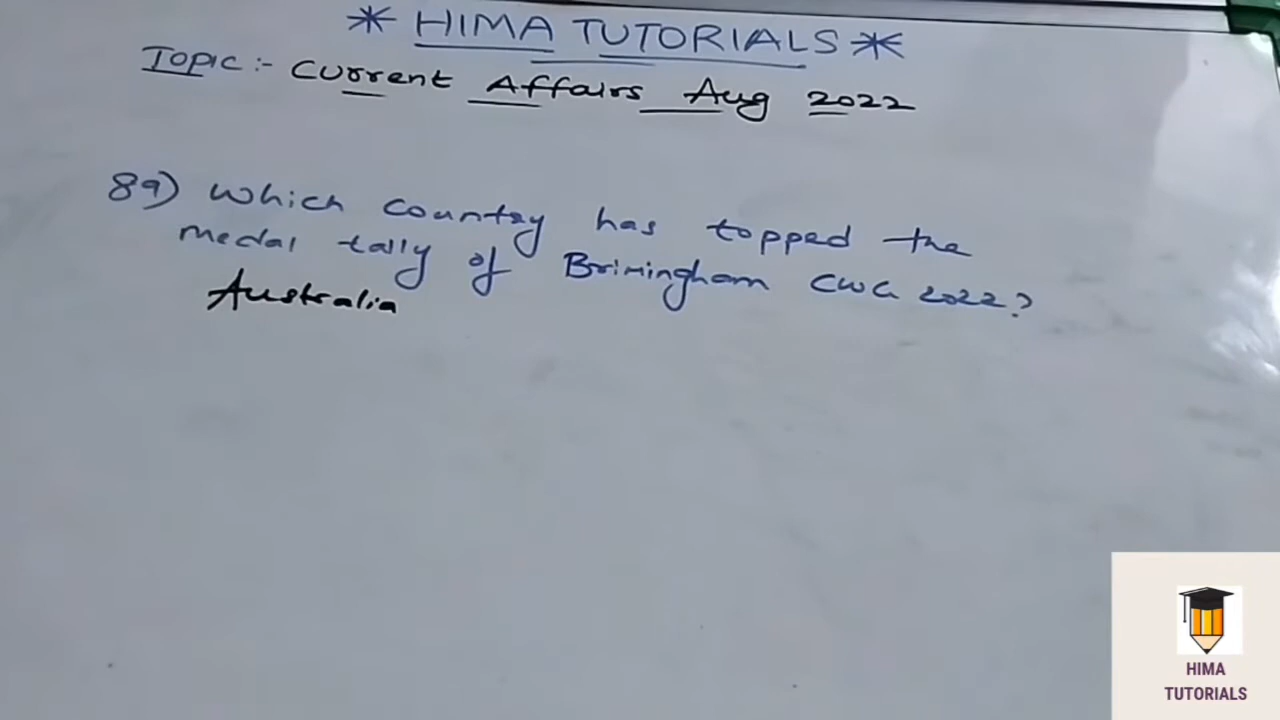 * HIMA TUTORIALS *
Topic :- Current Affairs Aug 2022
89) Which country has topped the
medal tally of Brimingham CWG 2022?
Australia
HIMA
TUTORIALS